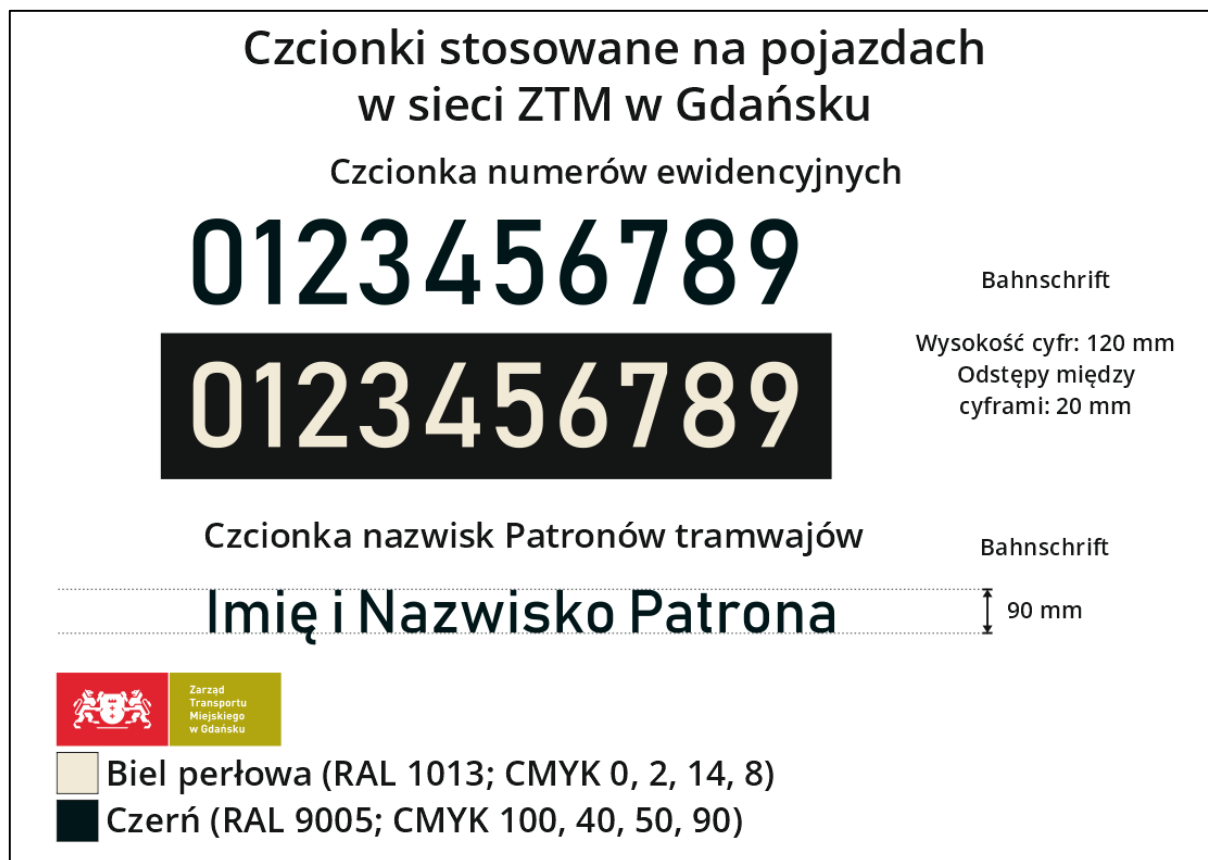 Czcionki stosowane na pojazdach
w sieci ZTM w Gdańsku
Czcionka numerów ewidencyjnych
0123456789
Bahnschrift
Wysokość cyfr: 120 mm
Odstępy między
cyframi: 20 mm
0123456789
Czcionka nazwisk Patronów tramwajów
Bahnschrift
Imię i Nazwisko Patrona
90 mm
Zarząd
Transportu
Miejskiego
w Gdańsku
Biel perłowa (RAL 1013; CMYK 0, 2, 14, 8)
Czerń (RAL 9005; CMYK 100, 40, 50, 90)